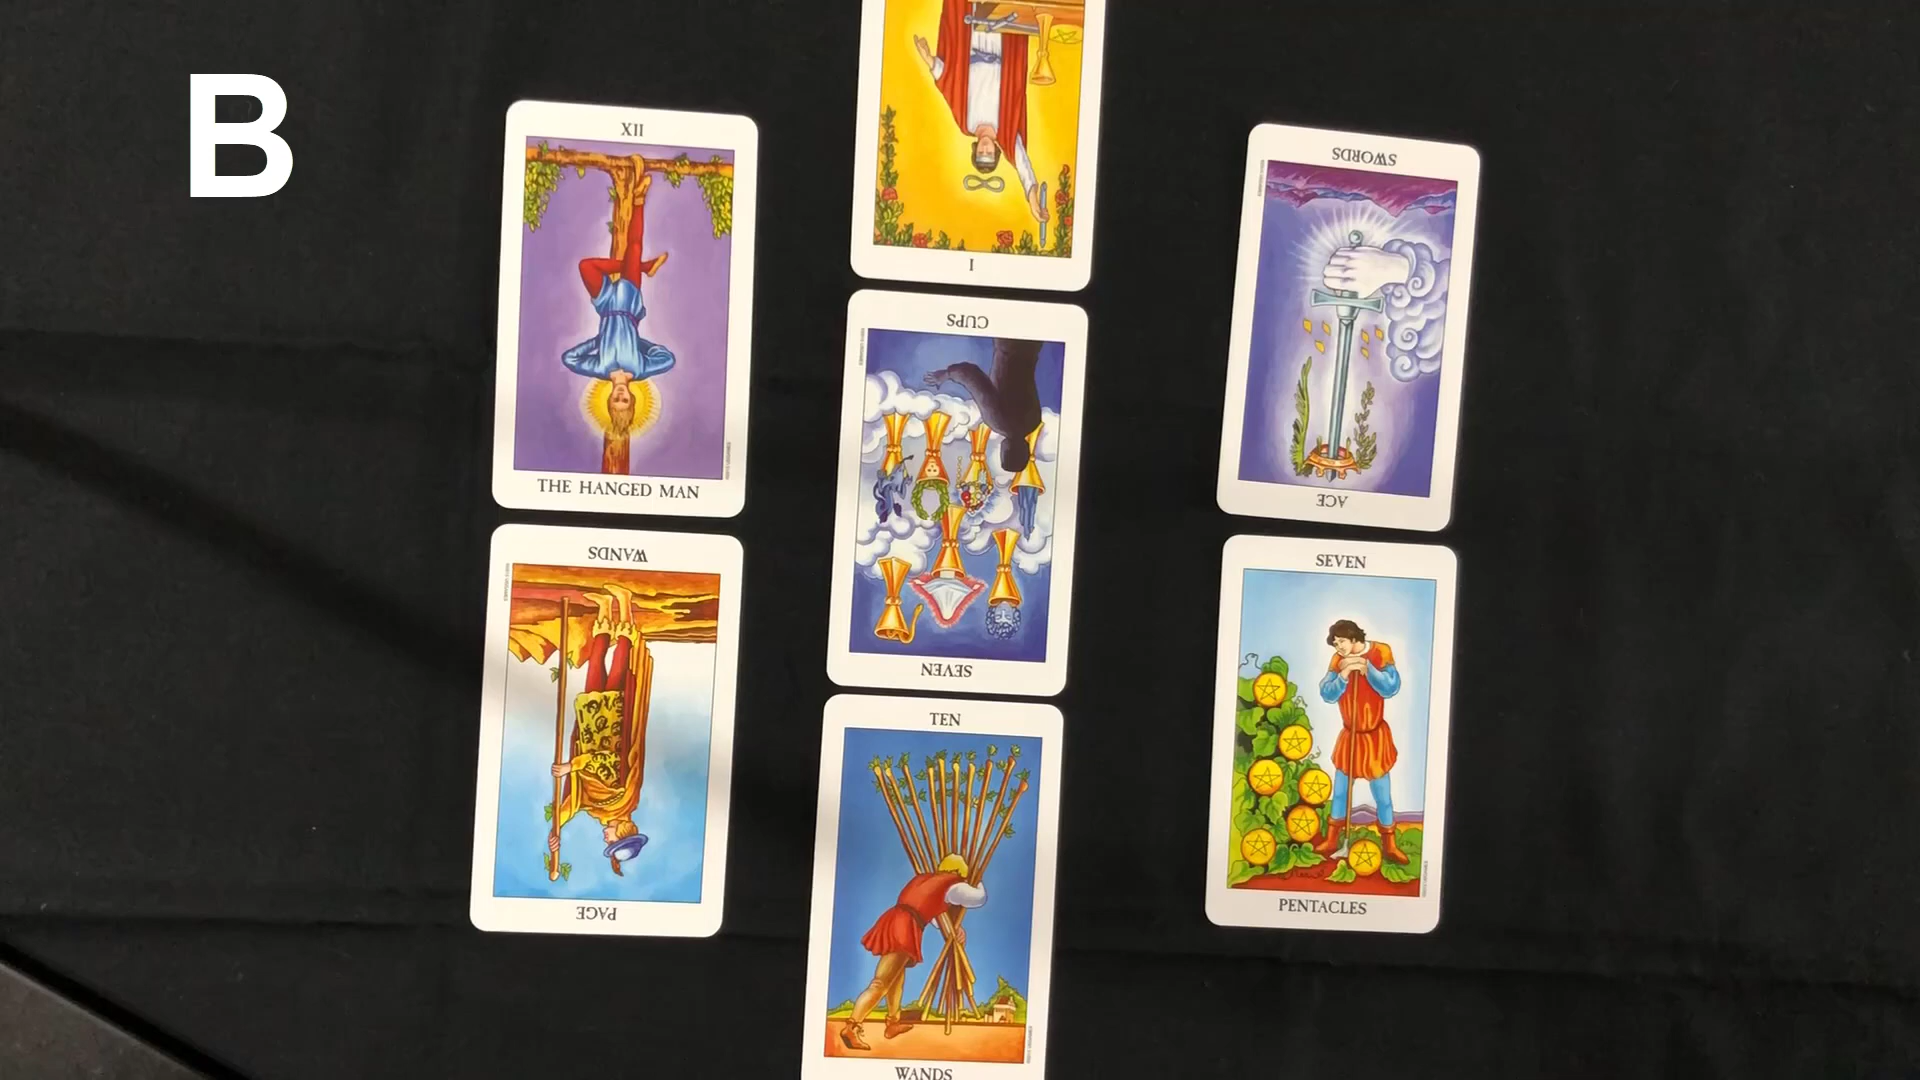 B
XII
THE HANGED MAN
WANDS
PAGE
I
CUPS
SEVEN
TEN
WANDS
SWORDS
ACE
SEVEN
PENTACLES